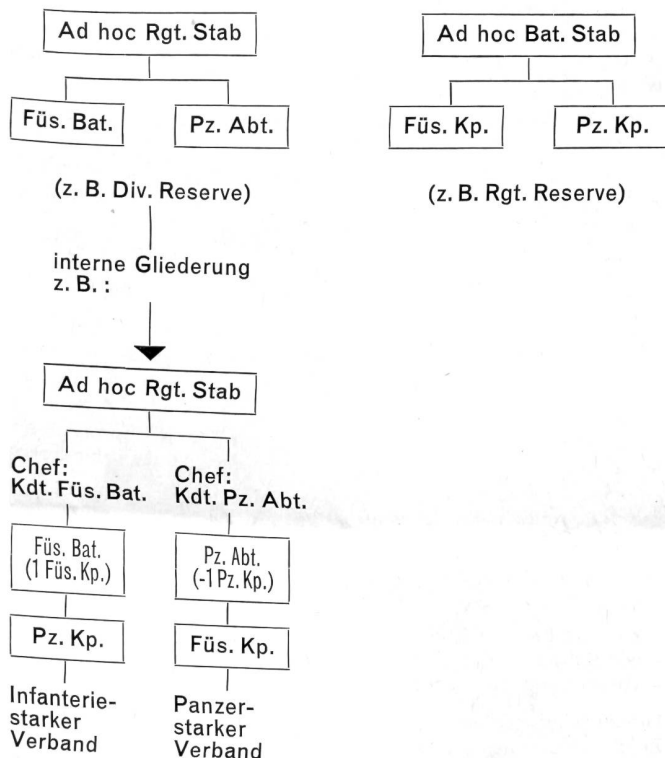 Ad hoc Rgt. Stab
Füs. Bat.
Pz. Abt.
(z. B. Div. Reserve)
Ad hoc Bat. Stab
Füs. Kp.
Pz. Kp.
(z. B. Rgt. Reserve)
interne Gliederung
z. B. :
Ad hoc Rgt. Stab
Chef:
Kdt. Füs. Bat.
Füs. Bat.
(1 Füs. Kp.)
Pz. Kp.
Infanterie-
starker
Verband
Chef:
Kdt. Pz. Abt.
Pz. Abt.
(-1 Pz. Kp.)
Füs. Kp.
Panzer-
starker
Verband